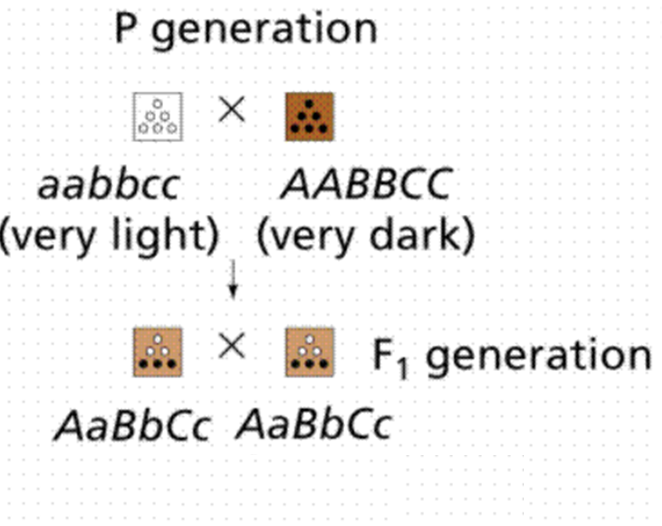 P generation
×
aabbcc AABBCC
(very light) (very dark)
× F₁ generation
AaBbCc AaBbCc